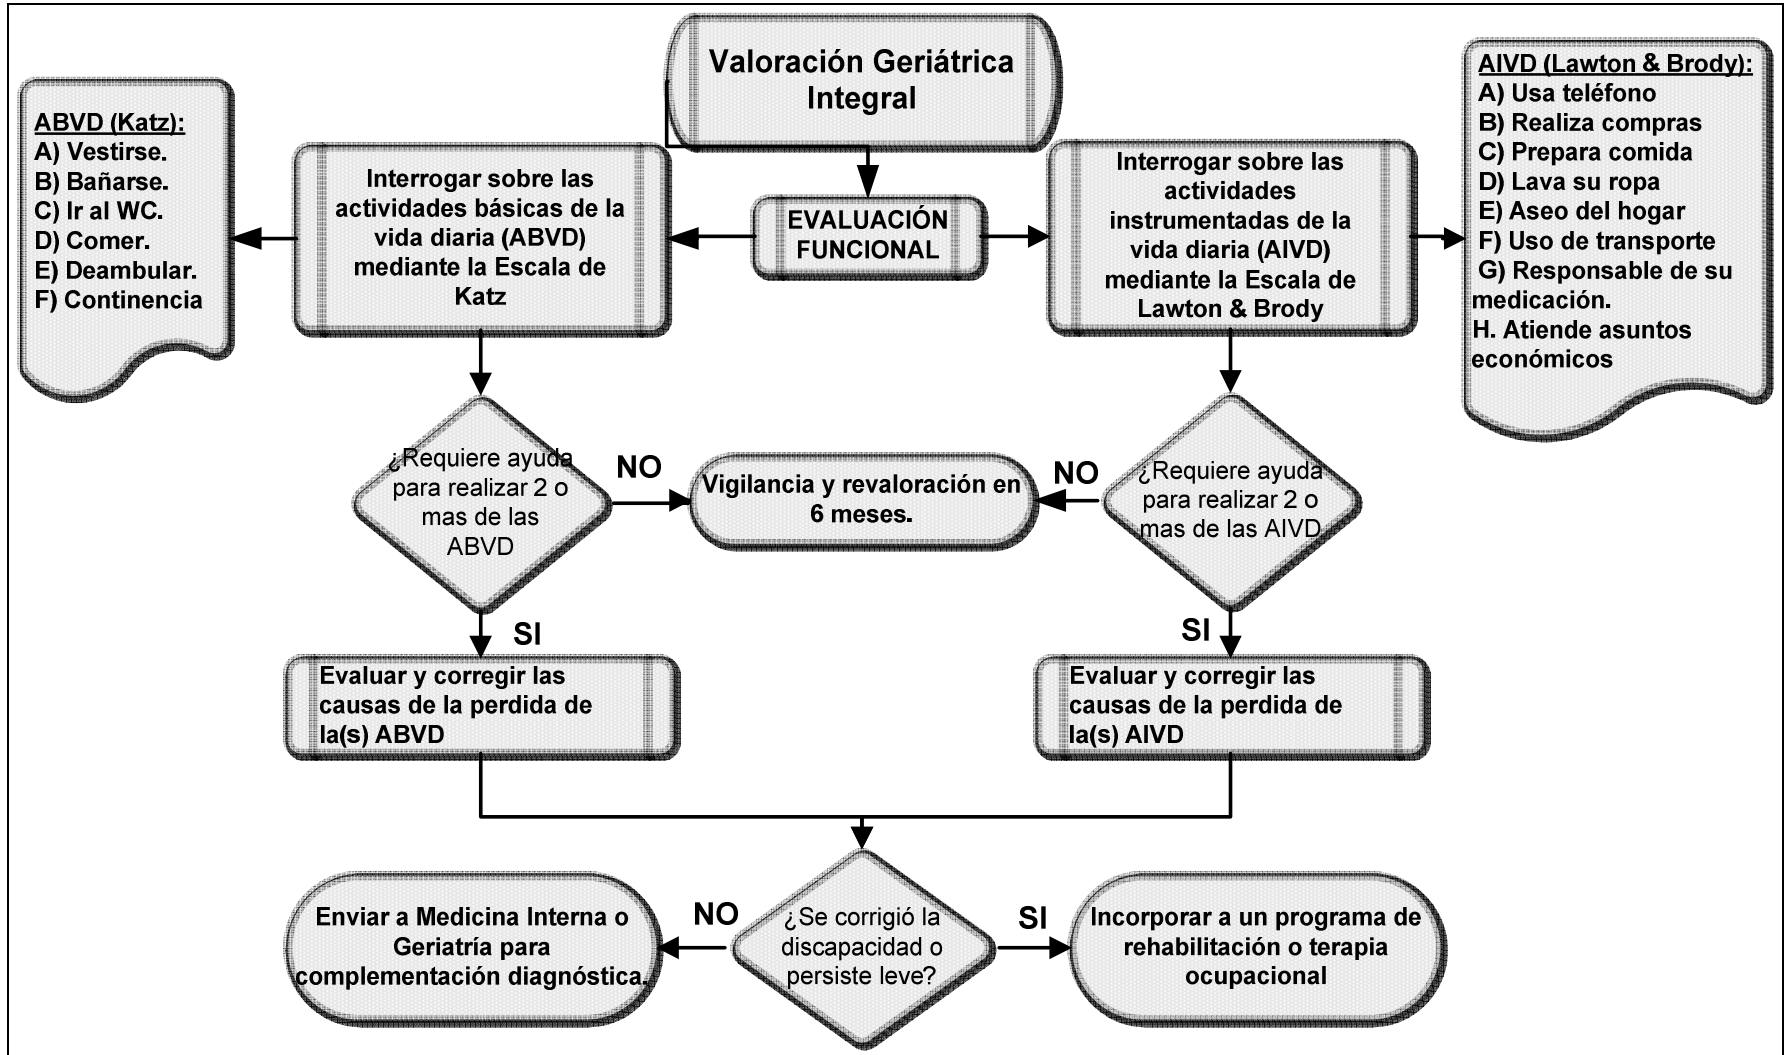 Valoración Geriátrica
Integral
ABVD (Katz):
A) Vestirse.
B) Bañarse.
C) Ir al WC.
D) Comer.
E) Deambular.
F) Continencia
Interrogar sobre las
actividades básicas de la
vida diaria (ABVD)
mediante la Escala de
Katz
EVALUACIÓN
FUNCIONAL
Interrogar sobre las
actividades
instrumentadas de la
vida diaria (AIVD)
mediante la Escala de
Lawton & Brody
AIVD (Lawton & Brody):
A) Usa teléfono
B) Realiza compras
C) Prepara comida
D) Lava su ropa
E) Aseo del hogar
F) Uso de transporte
G) Responsable de su
medicación.
H. Atiende asuntos
económicos
¿Requiere ayuda
para realizar 2 o
mas de las
ABVD
NO
Vigilancia y revaloración en
6 meses.
NO
¿Requiere ayuda
para realizar 2 o
mas de las AIVD
SI
SI
Evaluar y corregir las
causas de la perdida de
la(s) ABVD
Evaluar y corregir las
causas de la perdida de
la(s) AIVD
Enviar a Medicina Interna o
Geriatría para
complementación diagnóstica.
NO
¿Se corrigió la
discapacidad o
persiste leve?
SI
Incorporar a un programa de
rehabilitación o terapia
ocupacional